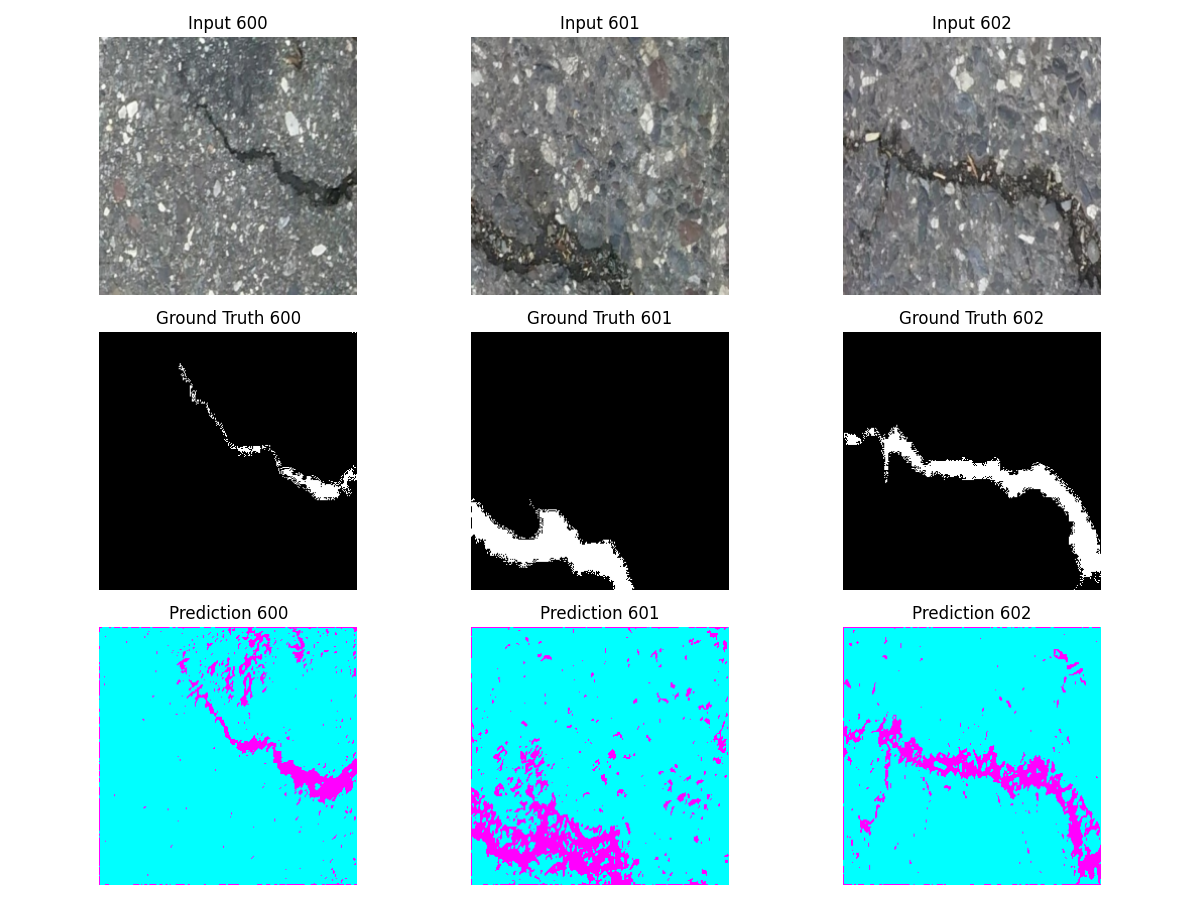 Input 600
Input 601
Input 602
Ground Truth 600
Ground Truth 601
Ground Truth 602
Prediction 600
Prediction 601
Prediction 602